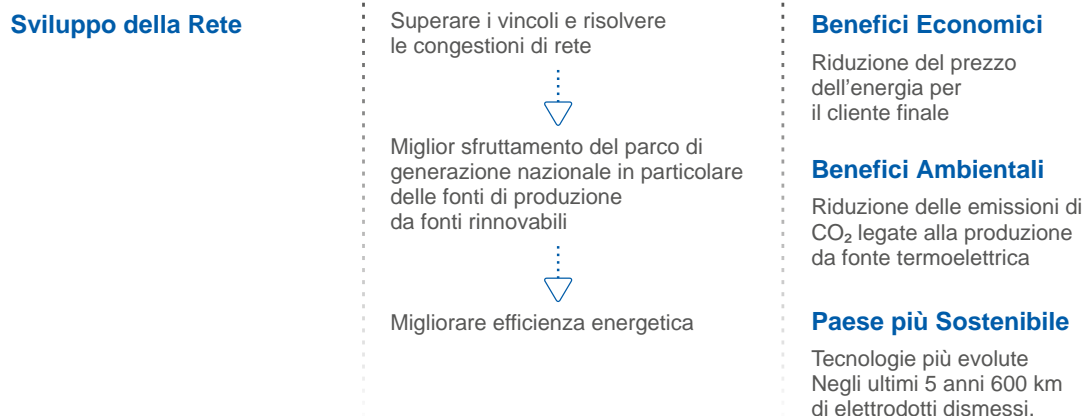 Sviluppo della Rete
Superare i vincoli e risolvere
le congestioni di rete
Miglior sfruttamento del parco di
generazione nazionale in particolare
delle fonti di produzione
da fonti rinnovabili
Migliorare efficienza energetica
Benefici Economici
Riduzione del prezzo
dell'energia per
il cliente finale
Benefici Ambientali
Riduzione delle emissioni di
CO₂ legate alla produzione
da fonte termoelettrica
Paese più Sostenibile
Tecnologie più evolute
Negli ultimi 5 anni 600 km
di elettrodotti dismessi.